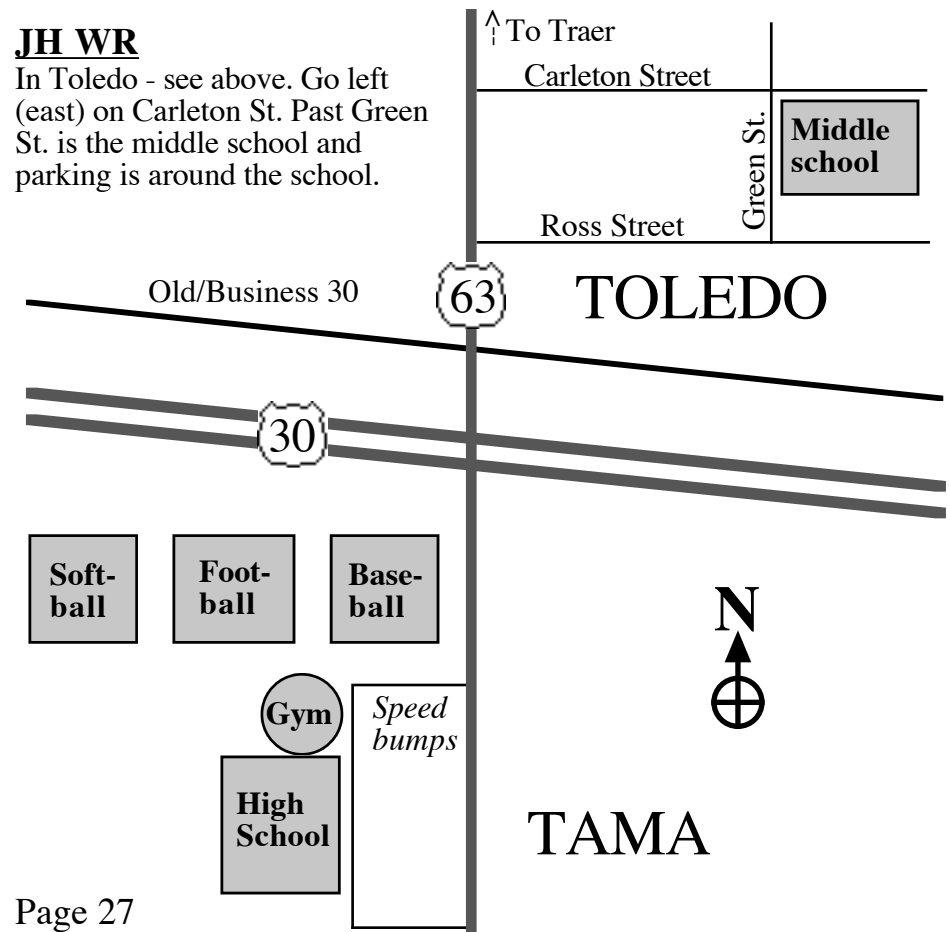 JH WR
In Toledo - see above. Go left
(east) on Carleton St. Past Green
St. is the middle school and
parking is around the school.
To Traer
Carleton Street
Green St.
Middle
school
Ross Street
Old/Business 30
63
TOLEDO
30
Soft-
ball
Foot-
ball
Base-
ball
N
Gym
Speed
bumps
High
School
TAMA
Page 27